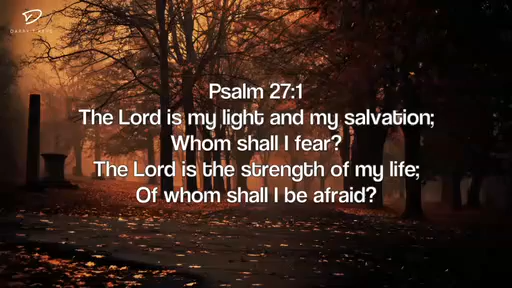 Psalm 27:1
The Lord is my light and my salvation;
Whom shall I fear?
The Lord is the strength of my life;
Of whom shall I be afraid?